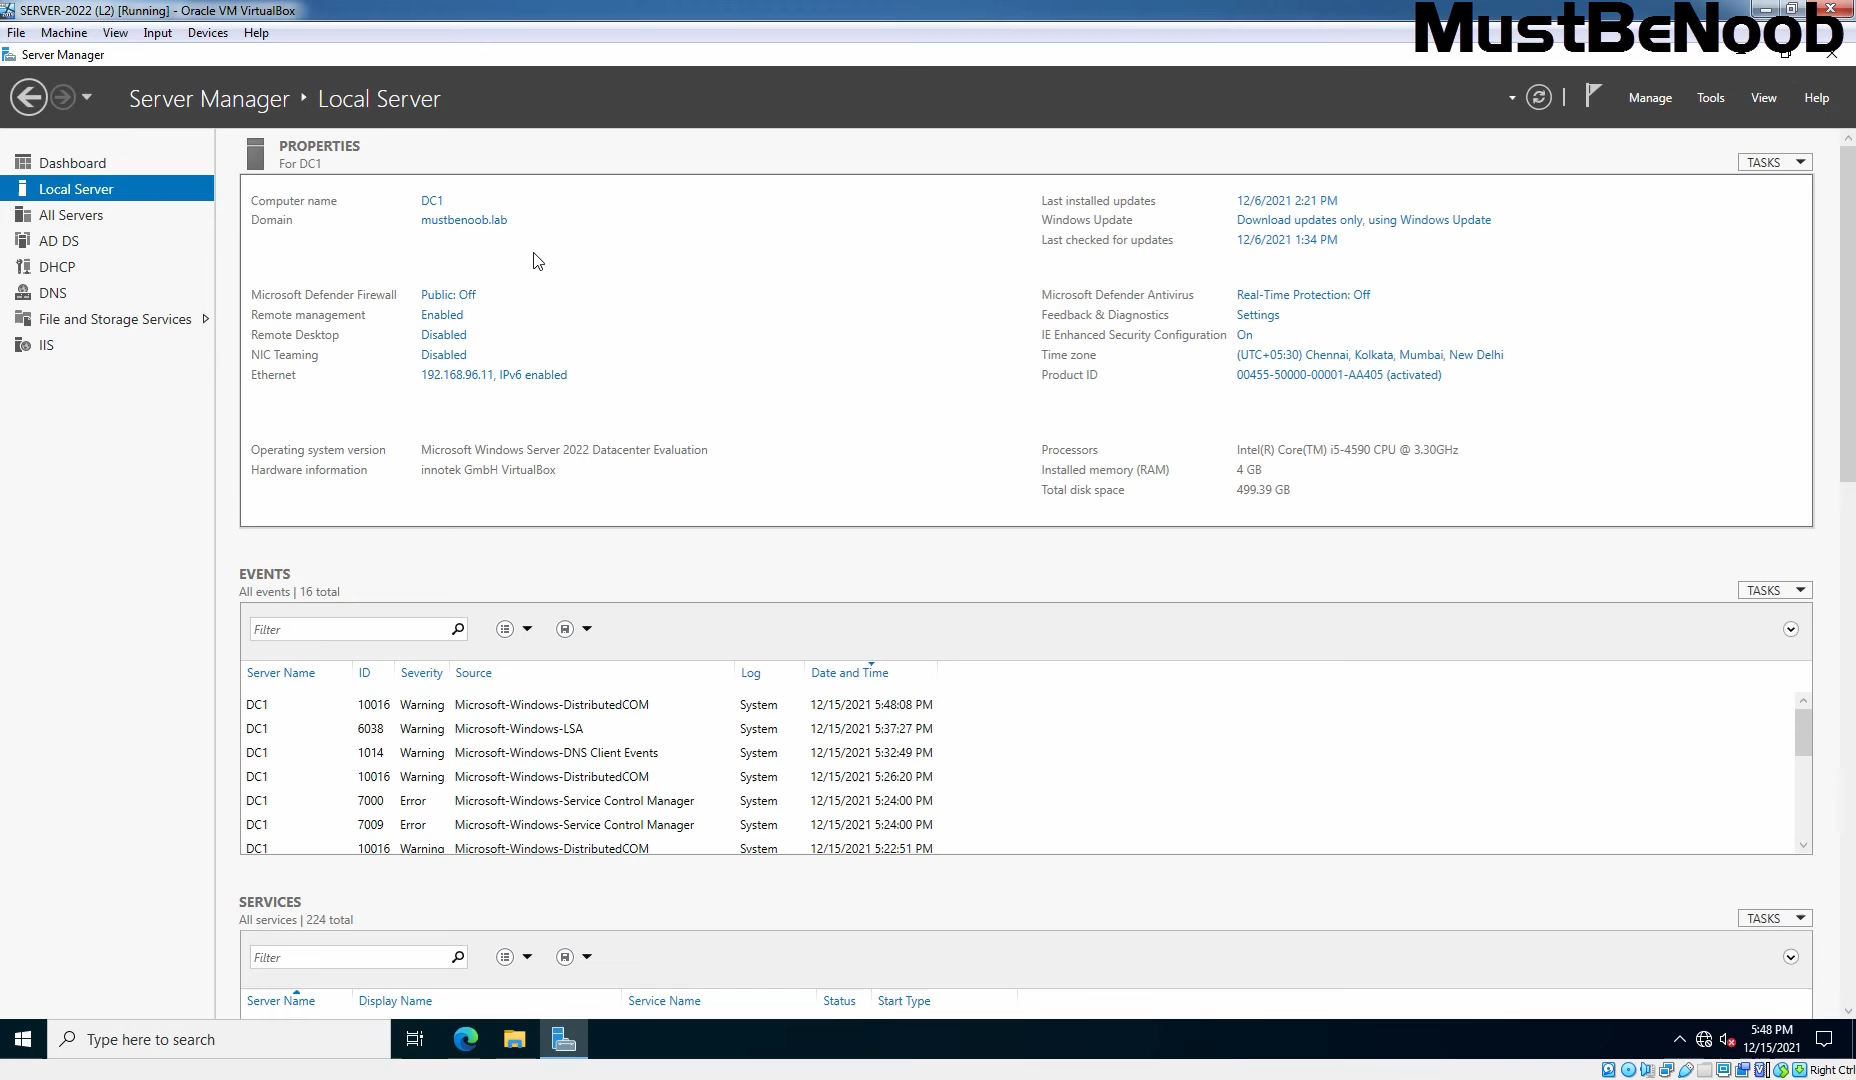 SERVER-2022 (L2) [Running] - Oracle VM VirtualBox
MustBeNoob
File Machine View Input Devices Help
Server Manager
Server Manager Local Server
Manage Tools View Help
Dashboard
Local Server
All Servers
AD DS
DHCP
DNS
File and Storage Services
IIS
PROPERTIES
For DC1
TASKS
Computer name DC1
Domain mustbenoob.lab
Last installed updates 12/6/2021 2:21 PM
Windows Update Download updates only, using Windows Update
Last checked for updates 12/6/2021 1:34 PM
Microsoft Defender Firewall Public: Off
Remote management Enabled
Remote Desktop Disabled
NIC Teaming Disabled
Ethernet 192.168.96.11, IPv6 enabled
Microsoft Defender Antivirus Real-Time Protection: Off
Feedback & Diagnostics Settings
IE Enhanced Security Configuration On
Time zone (UTC+05:30) Chennai, Kolkata, Mumbai, New Delhi
Product ID 00455-50000-00001-AA405 (activated)
Operating system version Microsoft Windows Server 2022 Datacenter Evaluation
Hardware information innotek GmbH VirtualBox
Processors Intel(R) Core(TM) i5-4590 CPU @ 3.30GHz
Installed memory (RAM) 4 GB
Total disk space 499.39 GB
EVENTS
All events | 16 total
TASKS
Filter
Server Name ID Severity Source Log Date and Time
DC1 10016 Warning Microsoft-Windows-DistributedCOM System 12/15/2021 5:48:08 PM
DC1 6038 Warning Microsoft-Windows-LSA System 12/15/2021 5:37:27 PM
DC1 1014 Warning Microsoft-Windows-DNS Client Events System 12/15/2021 5:32:49 PM
DC1 10016 Warning Microsoft-Windows-DistributedCOM System 12/15/2021 5:26:20 PM
DC1 7000 Error Microsoft-Windows-Service Control Manager System 12/15/2021 5:24:00 PM
DC1 7009 Error Microsoft-Windows-Service Control Manager System 12/15/2021 5:24:00 PM
DC1 10016 Warning Microsoft-Windows-DistributedCOM System 12/15/2021 5:22:51 PM
SERVICES
All services | 224 total
TASKS
Filter
Server Name Display Name Service Name Status Start Type
Type here to search
5:48 PM
12/15/2021
Right Ctrl